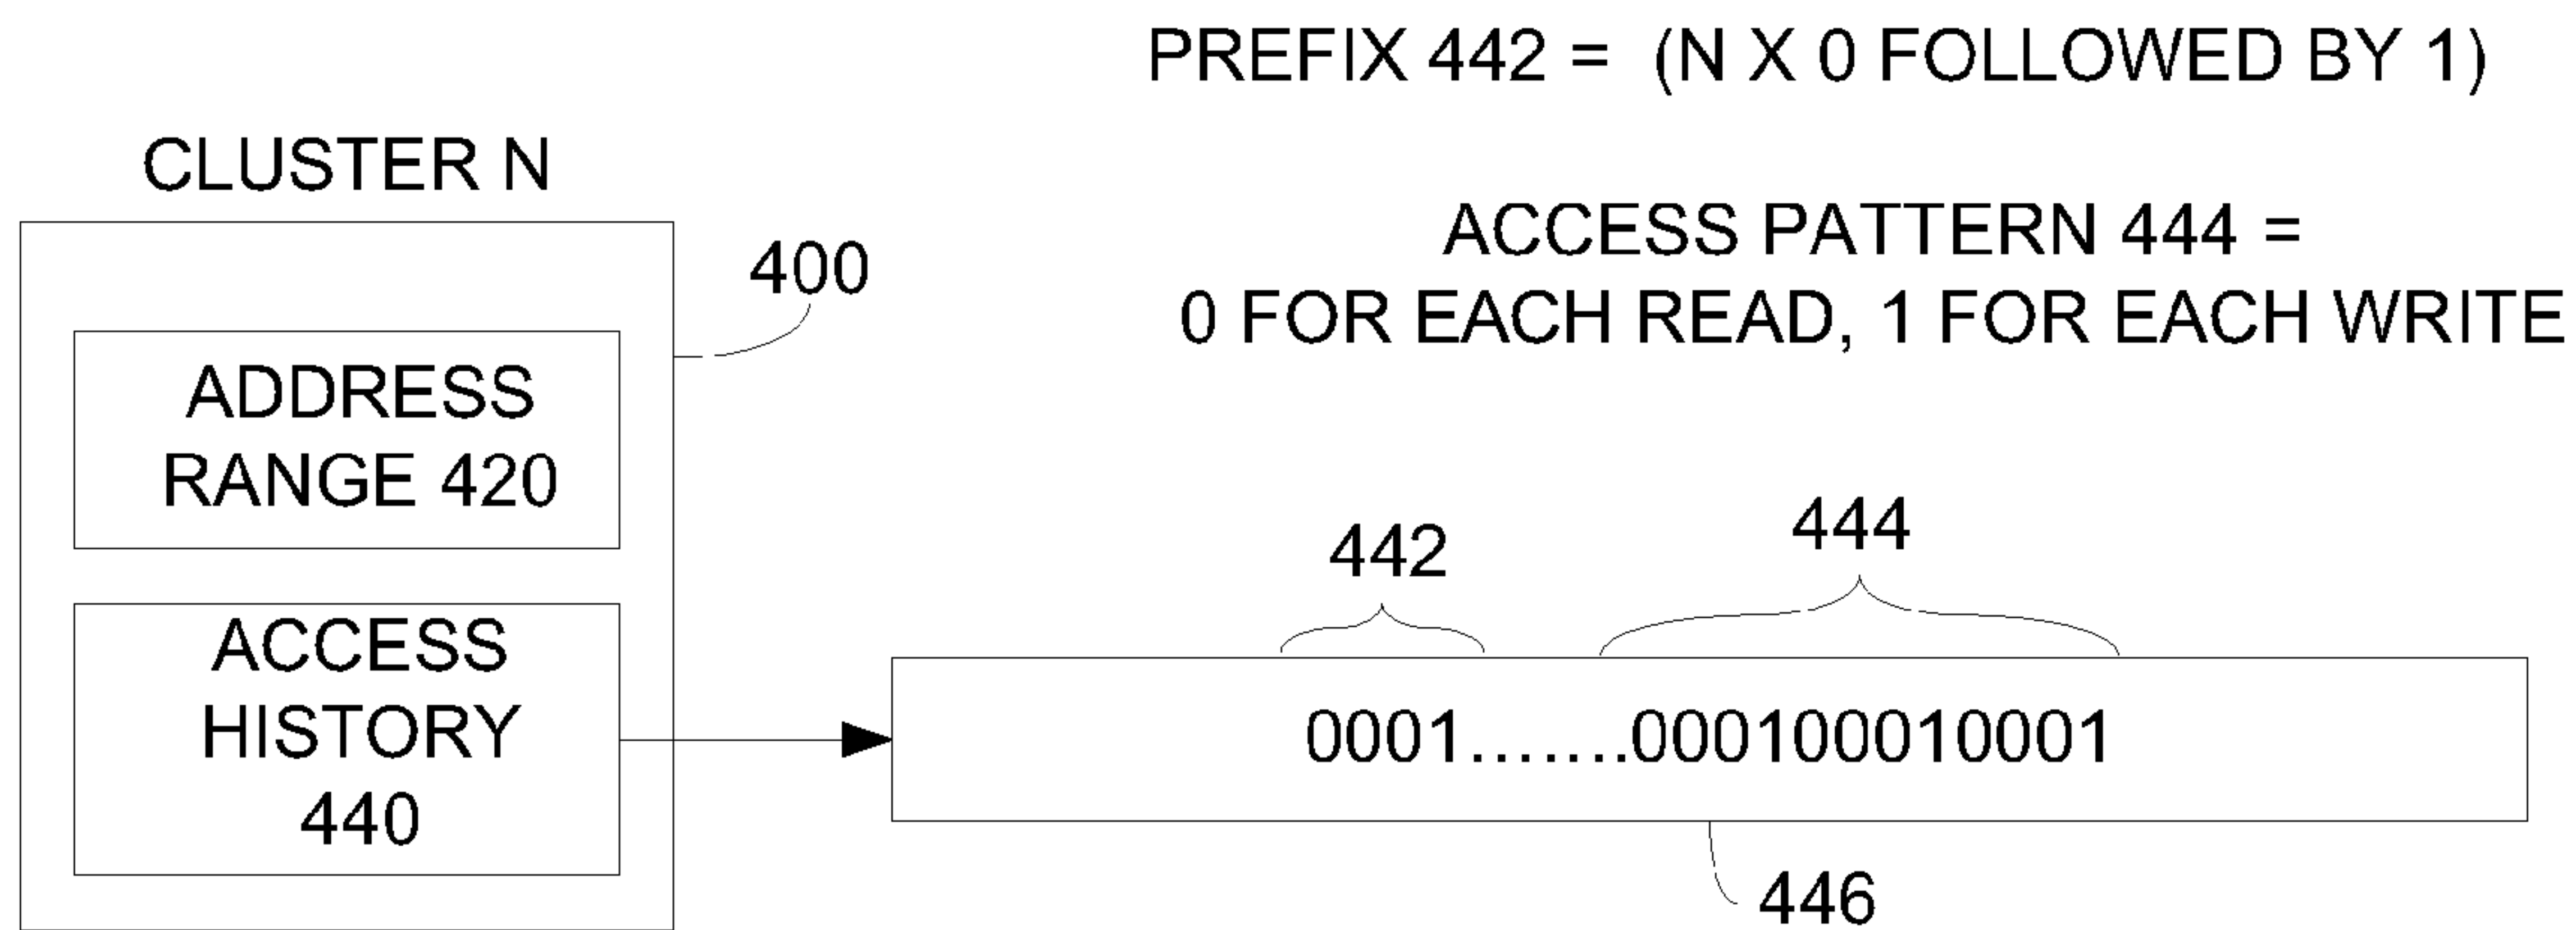 PREFIX 442 = (N X 0 FOLLOWED BY 1)
CLUSTER N
ACCESS PATTERN 444 =
0 FOR EACH READ, 1 FOR EACH WRITE
400
ADDRESS
RANGE 420
442
444
ACCESS
HISTORY
440
0001.......000100010001
446